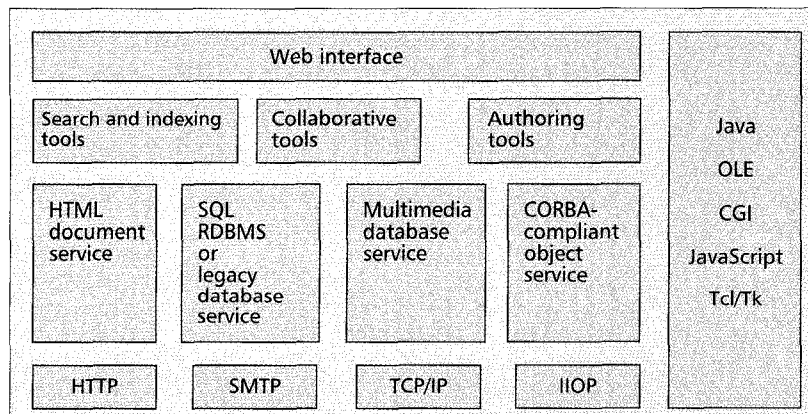 Web interface
Search and indexing
tools
Collaborative
tools
Authoring
tools
HTML
document
service
SQL
RDBMS
or
legacy
database
service
Multimedia
database
service
CORBA-
compliant
object
service
HTTP
SMTP
TCP/IP
IIOP
Java
OLE
CGI
JavaScript
Tcl/Tk